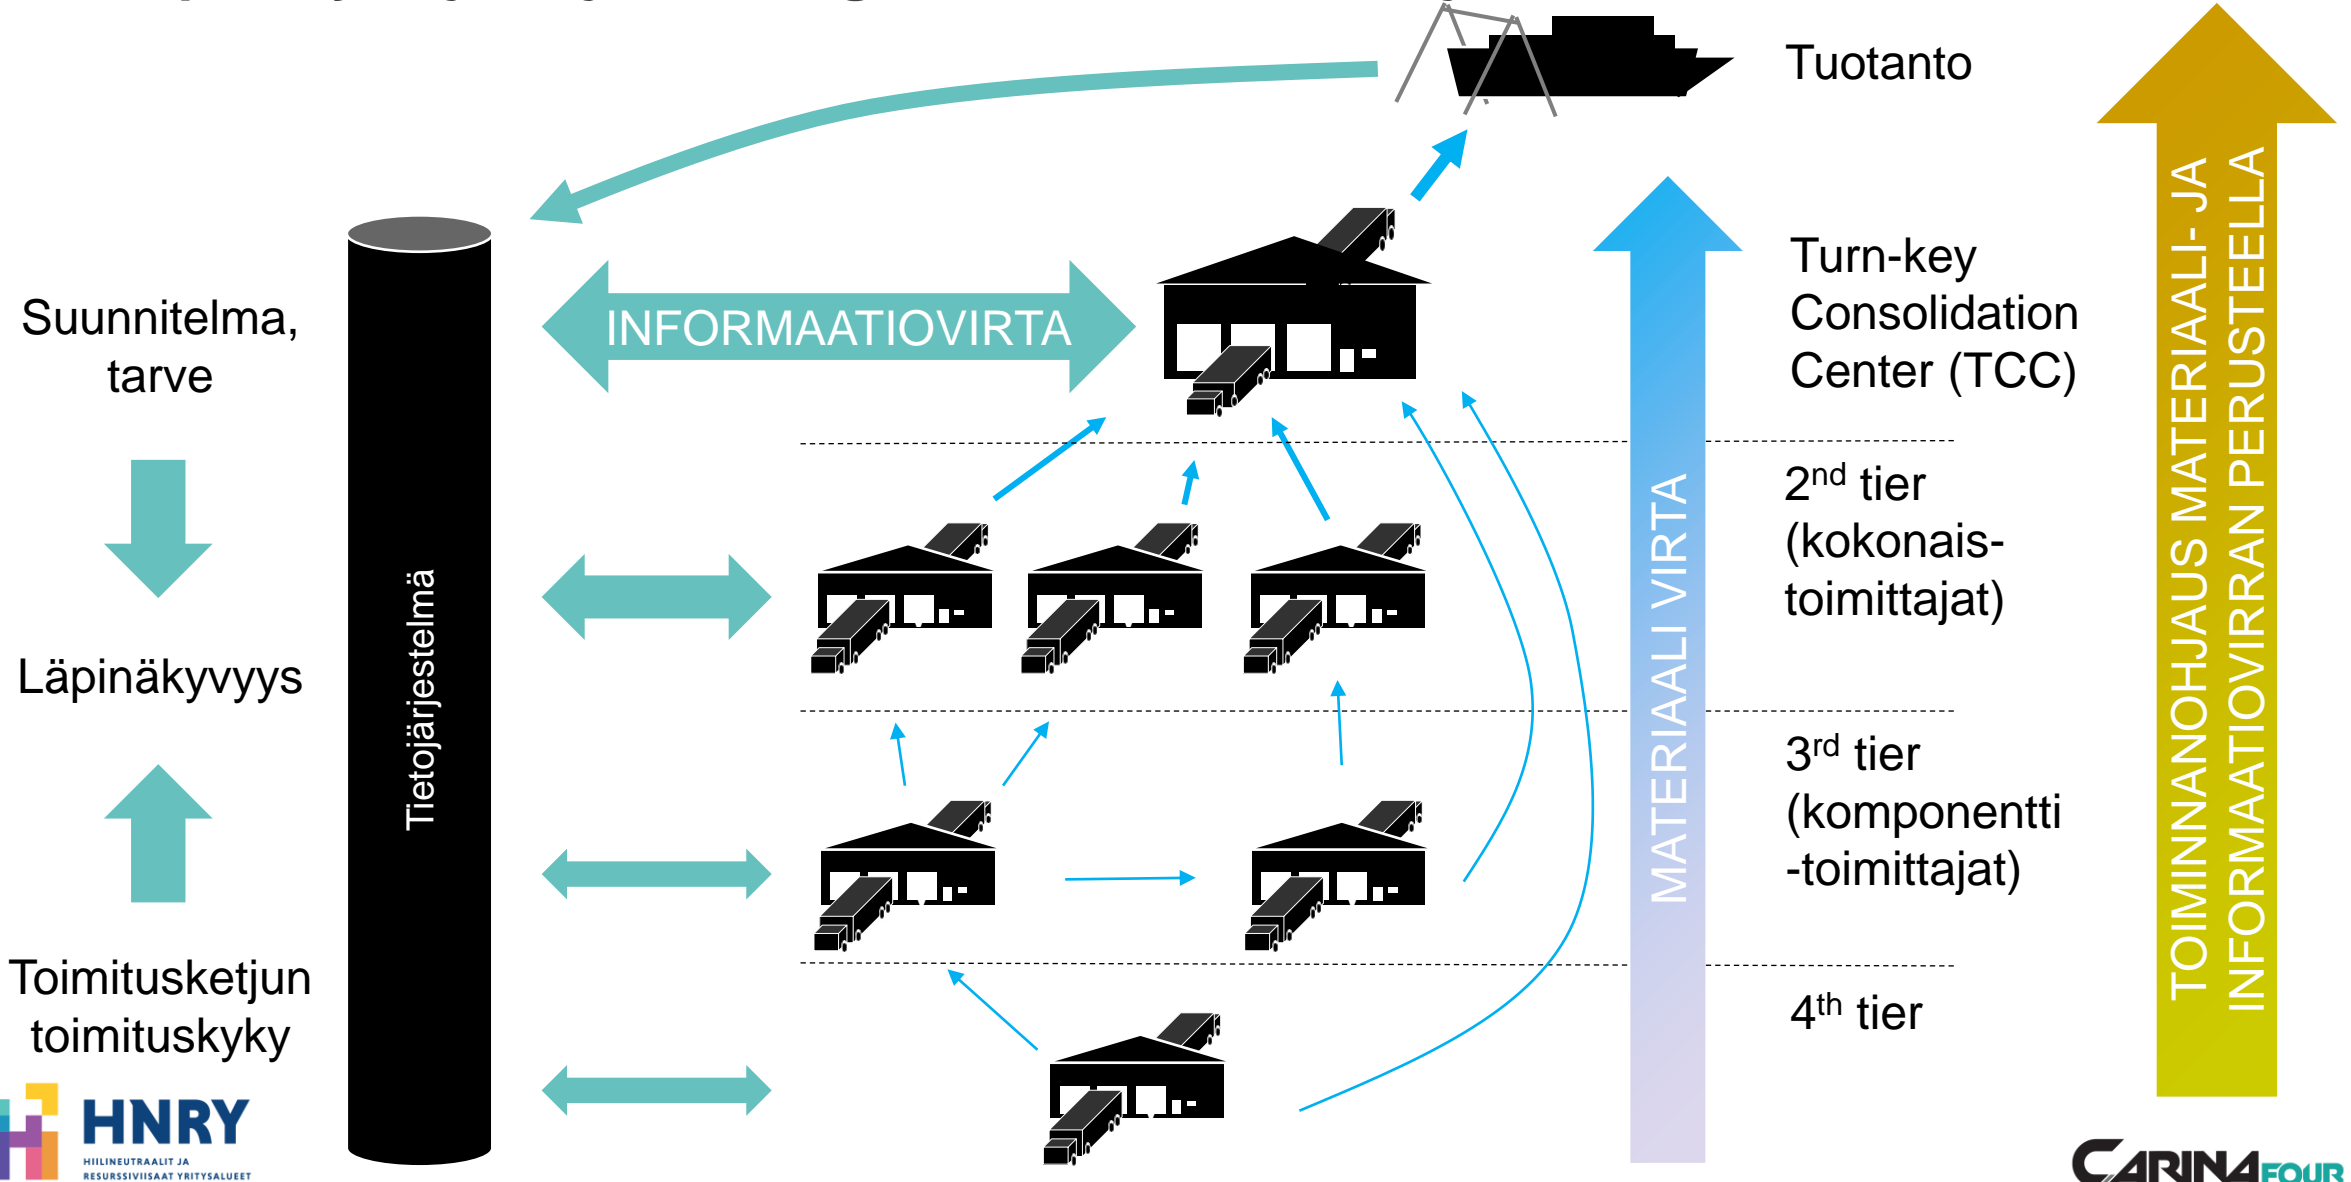 Tuotanto
Turn-key
Consolidation
Center (TCC)
Suunnitelma,
tarve
INFORMAATIOVIRTA
2nd tier
(kokonais-
toimittajat)
Läpinäkyvyys
Tietojärjestelmä
MATERIAALI VIRTA
TOIMINNANOHJAUS MATERIAALI- JA
INFORMAATIOVIRRAN PERUSTEELLA
3rd tier
(komponentti
-toimittajat)
Toimitusketjun
toimituskyky
4th tier
HNRY
HIILINEUTRAALIT JA
RESURSSIVIISAAT YRITYSALUEET
CARINAFOUR